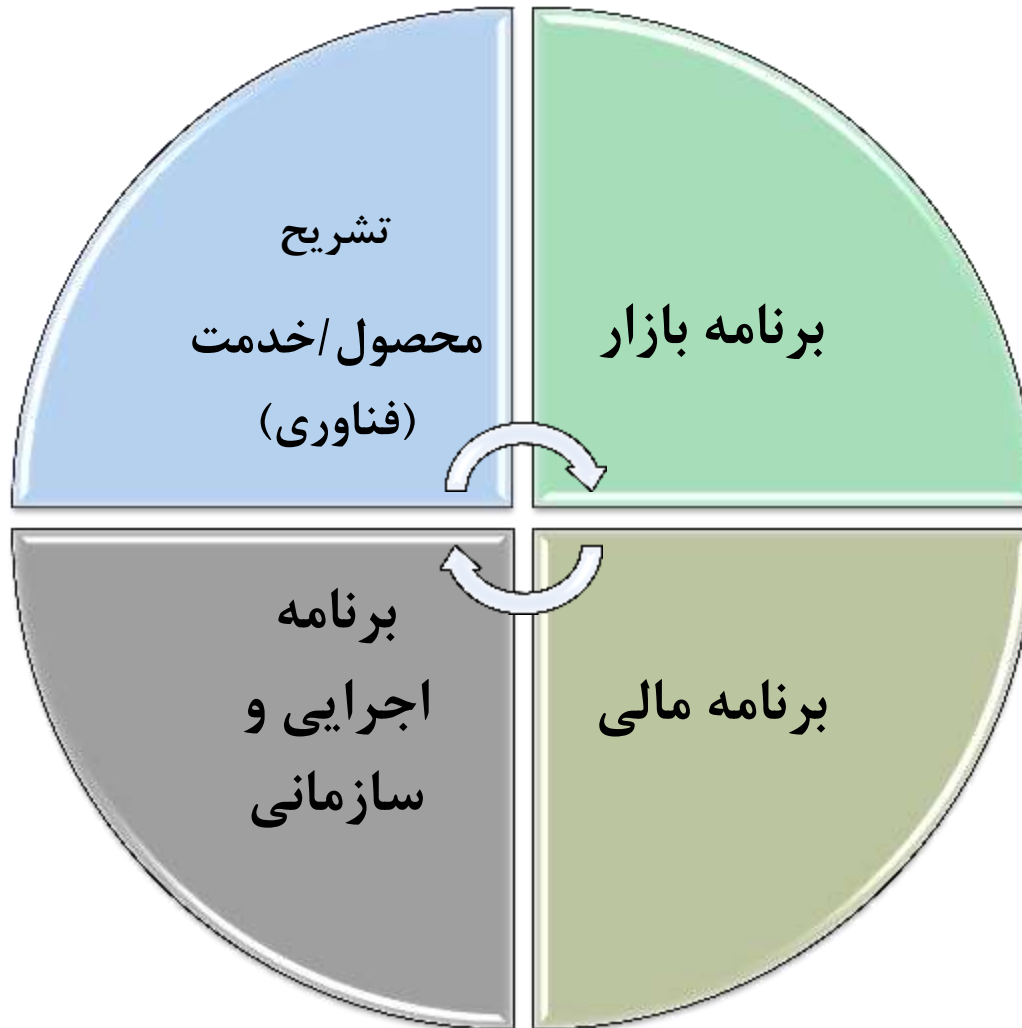 تشریح
محصول/خدمت
(فناوری)
برنامه بازار
برنامه مالی
برنامه
اجرایی و
سازمانی